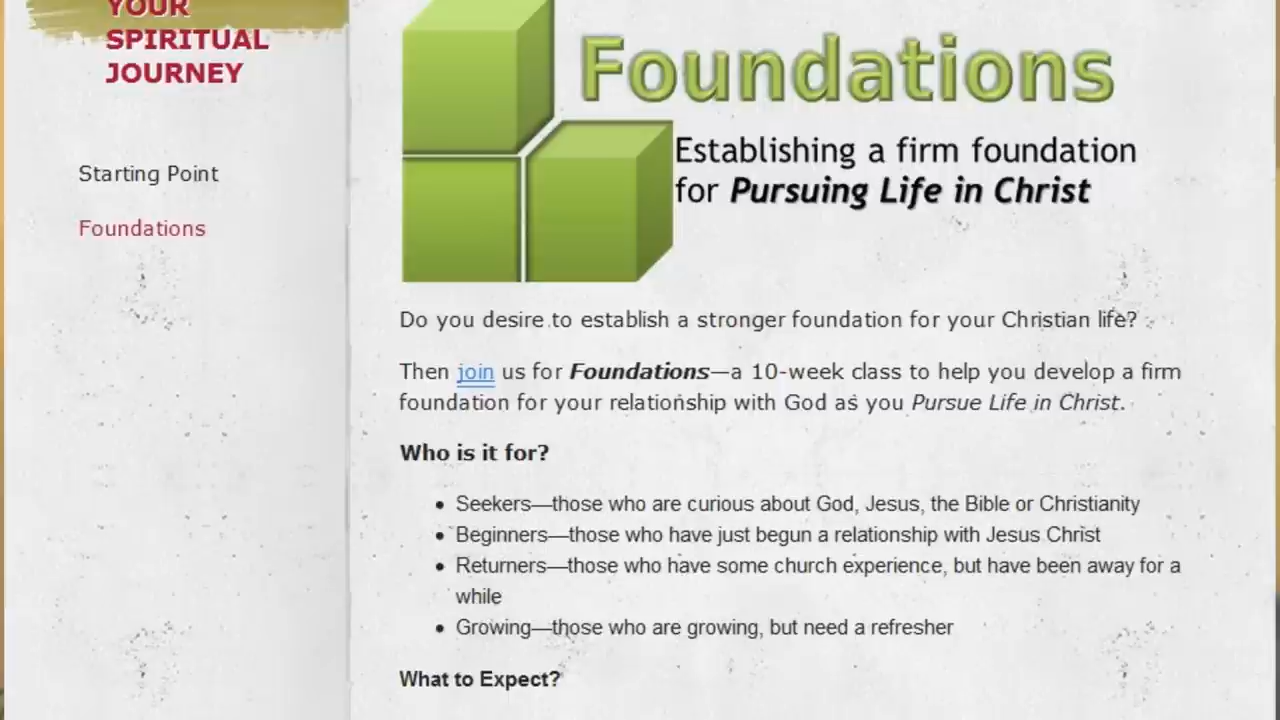 YOUR
SPIRITUAL
JOURNEY
Starting Point
Foundations
Foundations
Establishing a firm foundation
for Pursuing Life in Christ
Do you desire to establish a stronger foundation for your Christian life?
Then join us for Foundations—a 10-week class to help you develop a firm
foundation for your relationship with God as you Pursue Life in Christ.
Who is it for?
• Seekers—those who are curious about God, Jesus, the Bible or Christianity
• Beginners—those who have just begun a relationship with Jesus Christ
• Returners—those who have some church experience, but have been away for a
while
• Growing—those who are growing, but need a refresher
What to Expect?